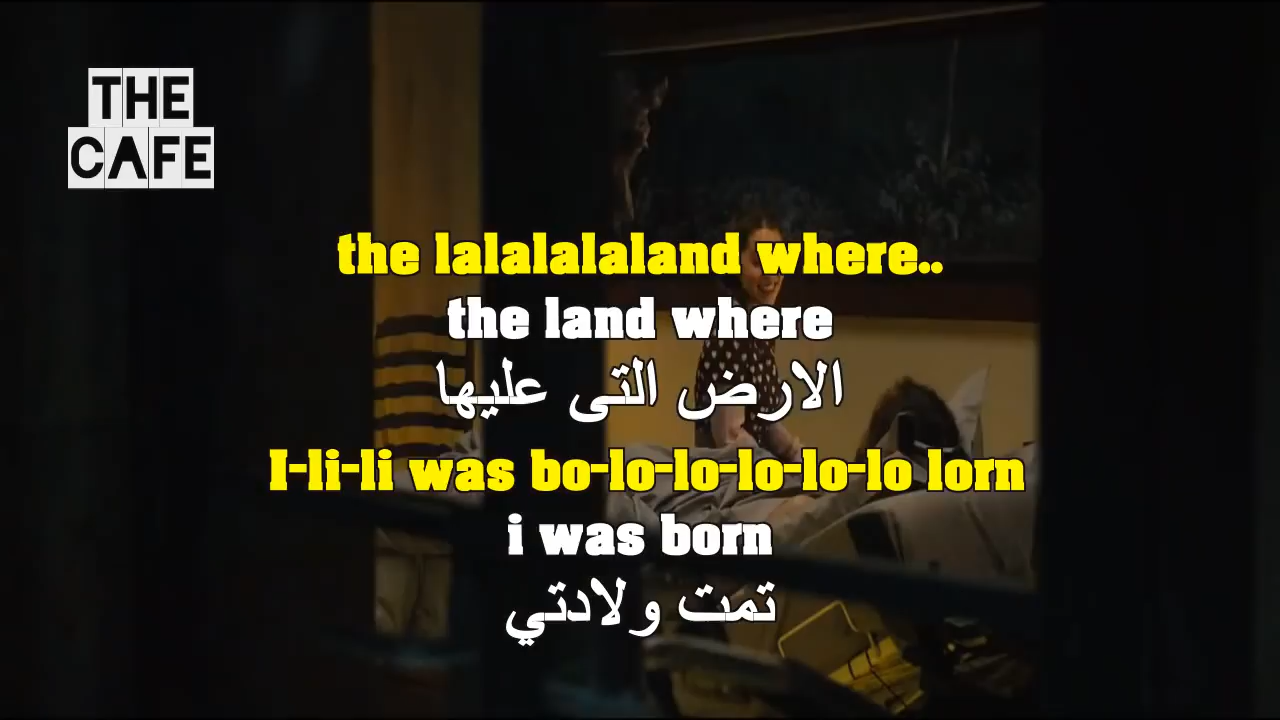 THE
CAFE
the lalalalaland where..
the land where
الارض التى عليها
I-li-li was bo-lo-lo-lo-lo-lo lorn
i was born
تمت ولادتي